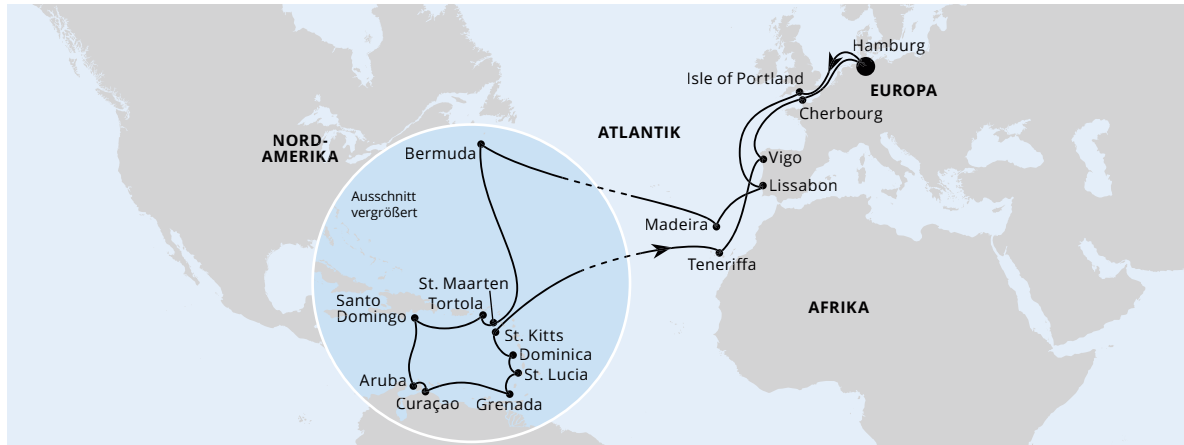 Hamburg
Isle of Portland
EUROPA
Cherbourg
ATLANTIK
NORD-
AMERIKA
Bermuda
Vigo
Ausschnitt
vergrößert
Lissabon
Madeira
Teneriffa
St. Maarten
Tortola
Santo
Domingo
AFRIKA
St. Kitts
Dominica
St. Lucia
Aruba
Curaçao
Grenada